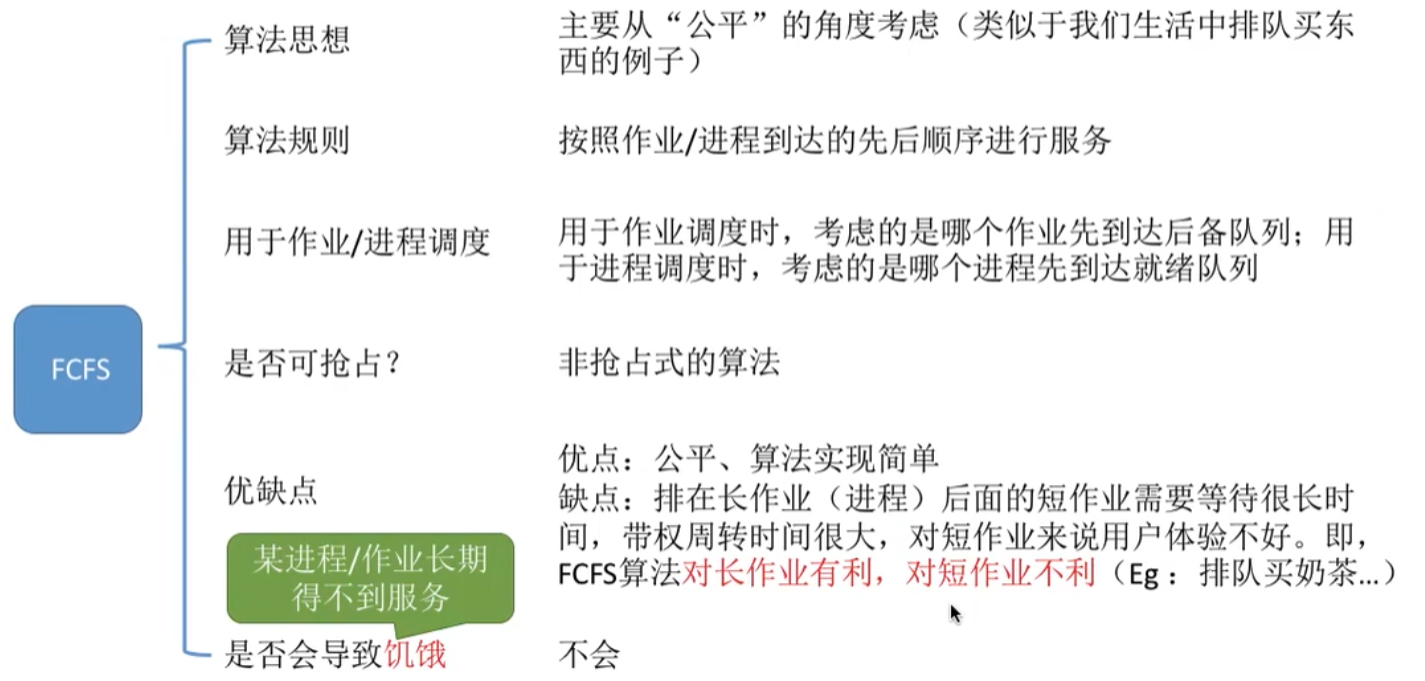 算法思想
主要从“公平”的角度考虑（类似于我们生活中排队买东
西的例子）
算法规则
按照作业/进程到达的先后顺序进行服务
用于作业/进程调度
用于作业调度时，考虑的是哪个作业先到达后备队列；用
于进程调度时，考虑的是哪个进程先到达就绪队列
FCFS
是否可抢占？
非抢占式的算法
优缺点
优点：公平、算法实现简单
缺点：排在长作业（进程）后面的短作业需要等待很长时
间，带权周转时间很大，对短作业来说用户体验不好。即，
FCFS算法对长作业有利，对短作业不利（Eg：排队买奶茶...）
某进程/作业长期
得不到服务
是否会导致饥饿
不会